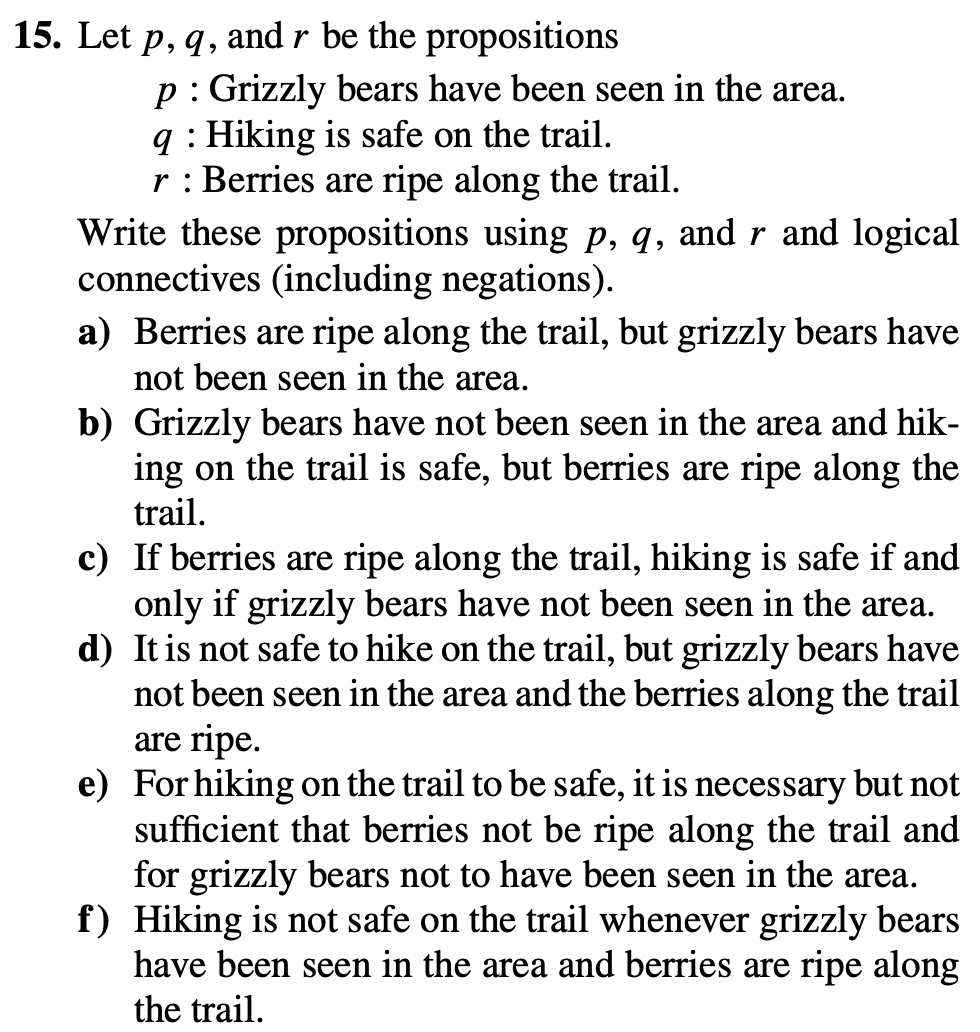 15. Let p, q, and r be the propositions
p : Grizzly bears have been seen in the area.
q : Hiking is safe on the trail.
r : Berries are ripe along the trail.
Write these propositions using p, q, and r and logical
connectives (including negations).
a) Berries are ripe along the trail, but grizzly bears have
not been seen in the area.
b) Grizzly bears have not been seen in the area and hik-
ing on the trail is safe, but berries are ripe along the
trail.
c) If berries are ripe along the trail, hiking is safe if and
only if grizzly bears have not been seen in the area.
d) It is not safe to hike on the trail, but grizzly bears have
not been seen in the area and the berries along the trail
are ripe.
e) For hiking on the trail to be safe, it is necessary but not
sufficient that berries not be ripe along the trail and
for grizzly bears not to have been seen in the area.
f) Hiking is not safe on the trail whenever grizzly bears
have been seen in the area and berries are ripe along
the trail.